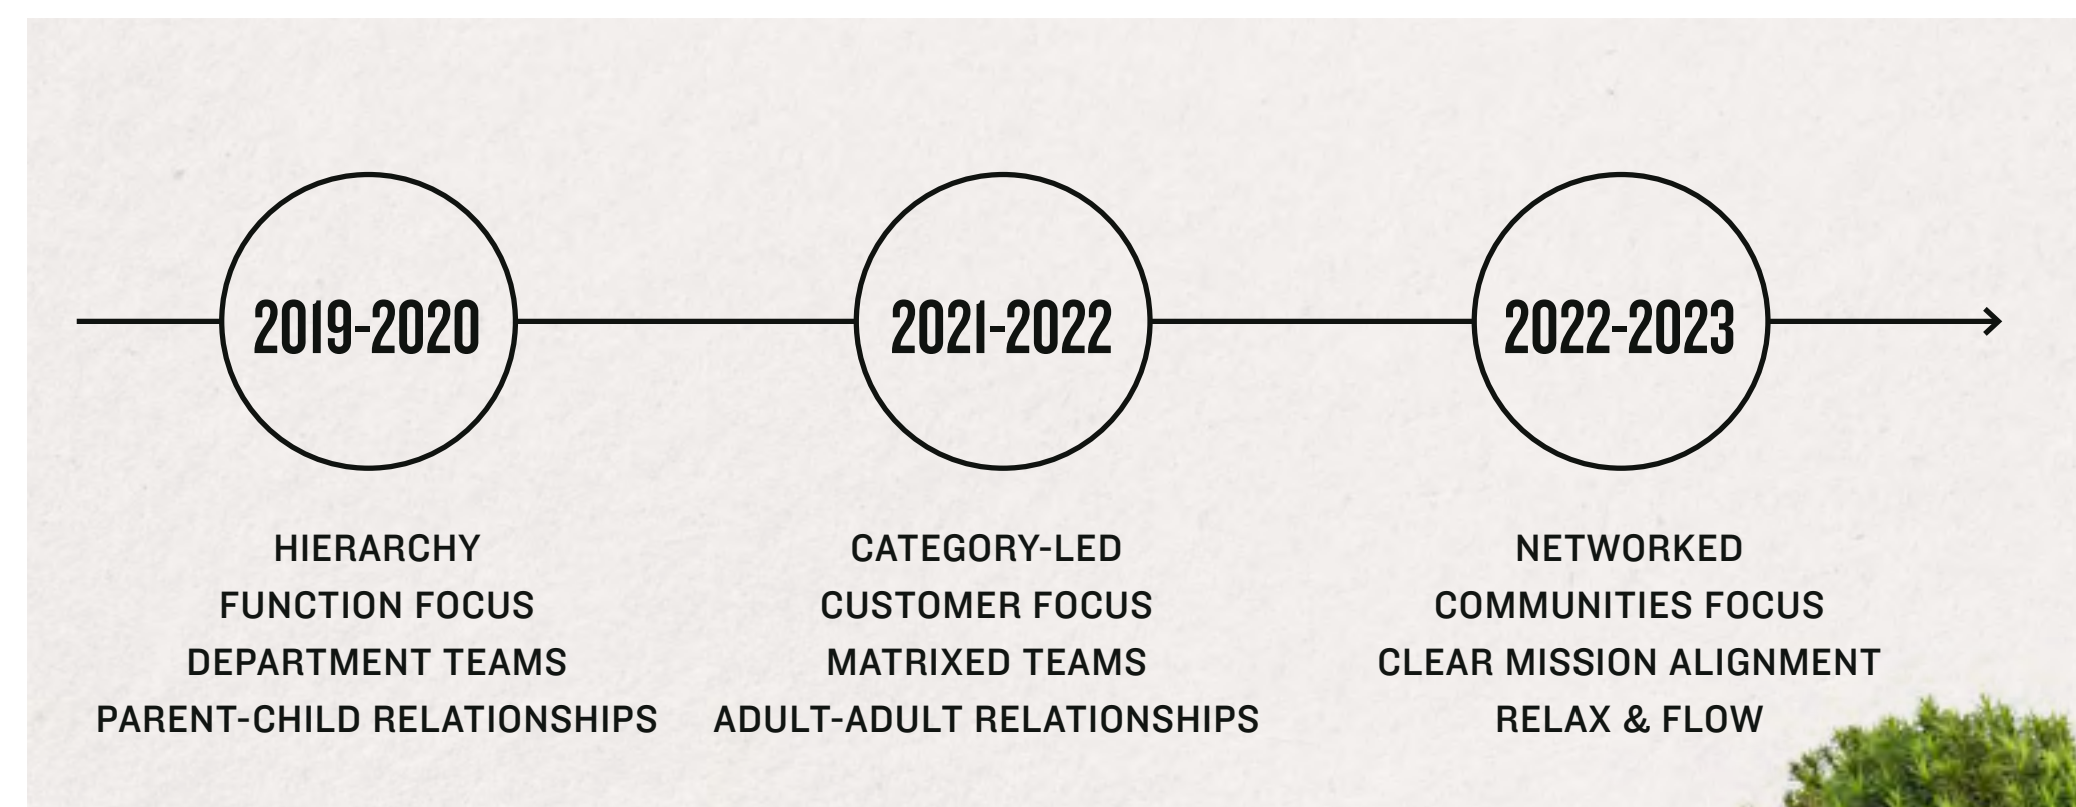 2019-2020
HIERARCHY
FUNCTION FOCUS
DEPARTMENT TEAMS
PARENT-CHILD RELATIONSHIPS
2021-2022
CATEGORY-LED
CUSTOMER FOCUS
MATRIXED TEAMS
ADULT-ADULT RELATIONSHIPS
2022-2023
NETWORKED
COMMUNITIES FOCUS
CLEAR MISSION ALIGNMENT
RELAX & FLOW